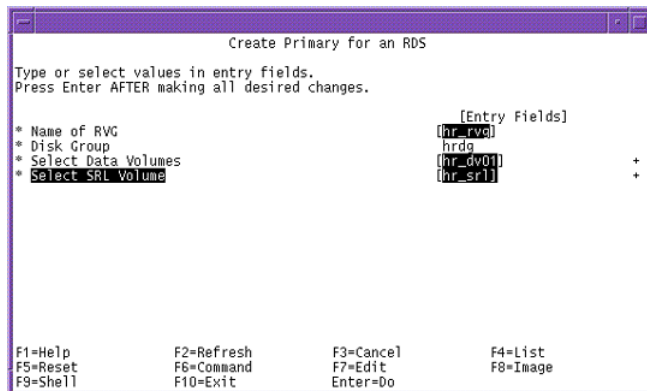 Create Primary for an RDS
Type or select values in entry fields.
Press Enter AFTER making all desired changes.
[Entry Fields]
* Name of RVG [hr_rvg]
* Disk Group hrdg
* Select Data Volumes [hr_dv01] +
* Select SRL Volume [hr_srl] +
F1=Help F2=Refresh F3=Cancel F4=List
F5=Reset F6=Command F7=Edit F8=Image
F9=Shell F10=Exit Enter=Do